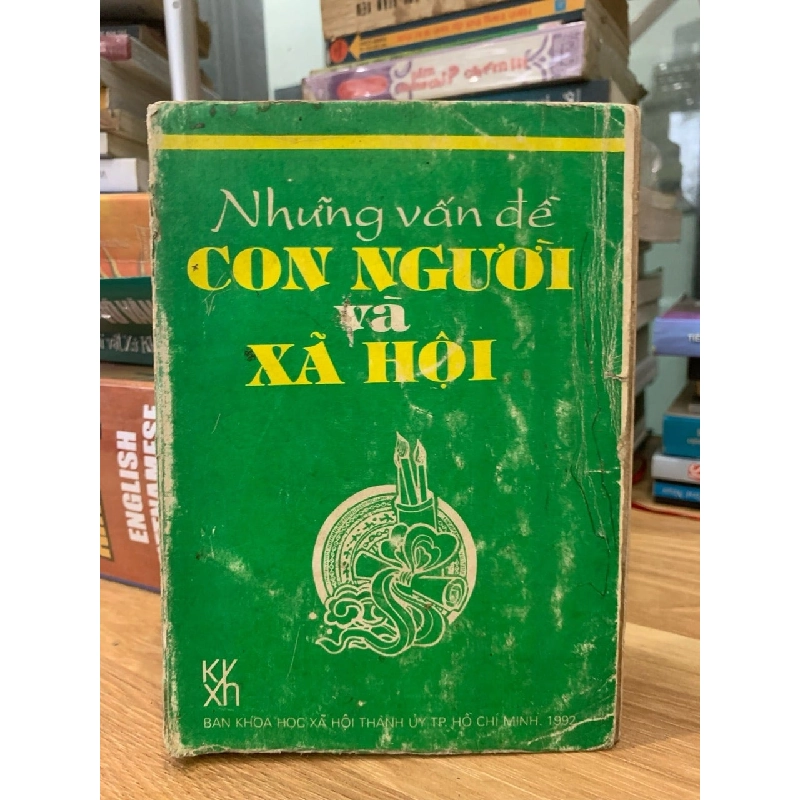 Những vấn đề
CON NGƯỜI
và
XÃ HỘI
KH
XH
BAN KHOA HỌC XÃ HỘI THÀNH ỦY TP. HỒ CHÍ MINH. 1992
ENGLISH